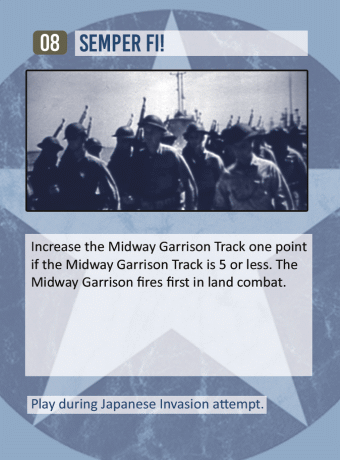 08 SEMPER FI!
Increase the Midway Garrison Track one point
if the Midway Garrison Track is 5 or less. The
Midway Garrison fires first in land combat.
Play during Japanese Invasion attempt.